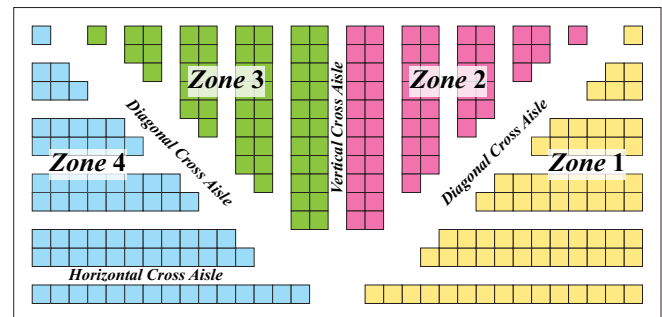 Zone 3
Zone 2
Vertical Cross Aisle
Diagonal Cross Aisle
Diagonal Cross Aisle
Zone 4
Zone 1
Horizontal Cross Aisle